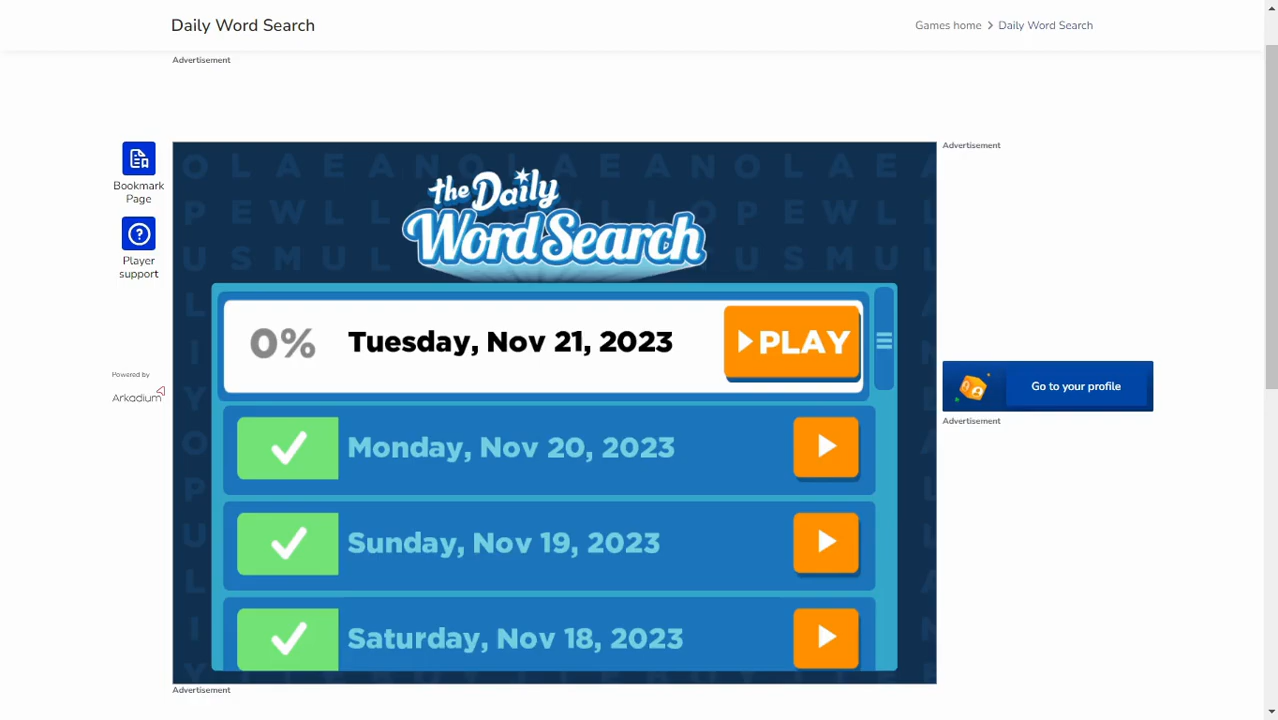 Daily Word Search
Games home > Daily Word Search
Advertisement
Bookmark
Page
Player
support
Powered by
Arkadium
the Daily
WordSearch
0% Tuesday, Nov 21, 2023 PLAY
Monday, Nov 20, 2023
Sunday, Nov 19, 2023
Saturday, Nov 18, 2023
Advertisement
Go to your profile
Advertisement
Advertisement